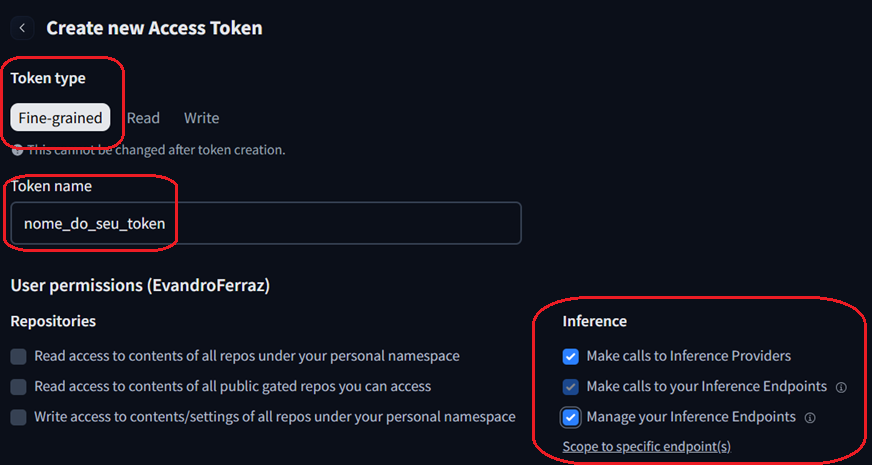 Create new Access Token
Token type
Fine-grained Read Write
This cannot be changed after token creation.
Token name
nome_do_seu_token
User permissions (EvandroFerraz)
Repositories
Read access to contents of all repos under your personal namespace
Read access to contents of all public gated repos you can access
Write access to contents/settings of all repos under your personal namespace
Inference
Make calls to Inference Providers
Make calls to your Inference Endpoints
Manage your Inference Endpoints
Scope to specific endpoint(s)